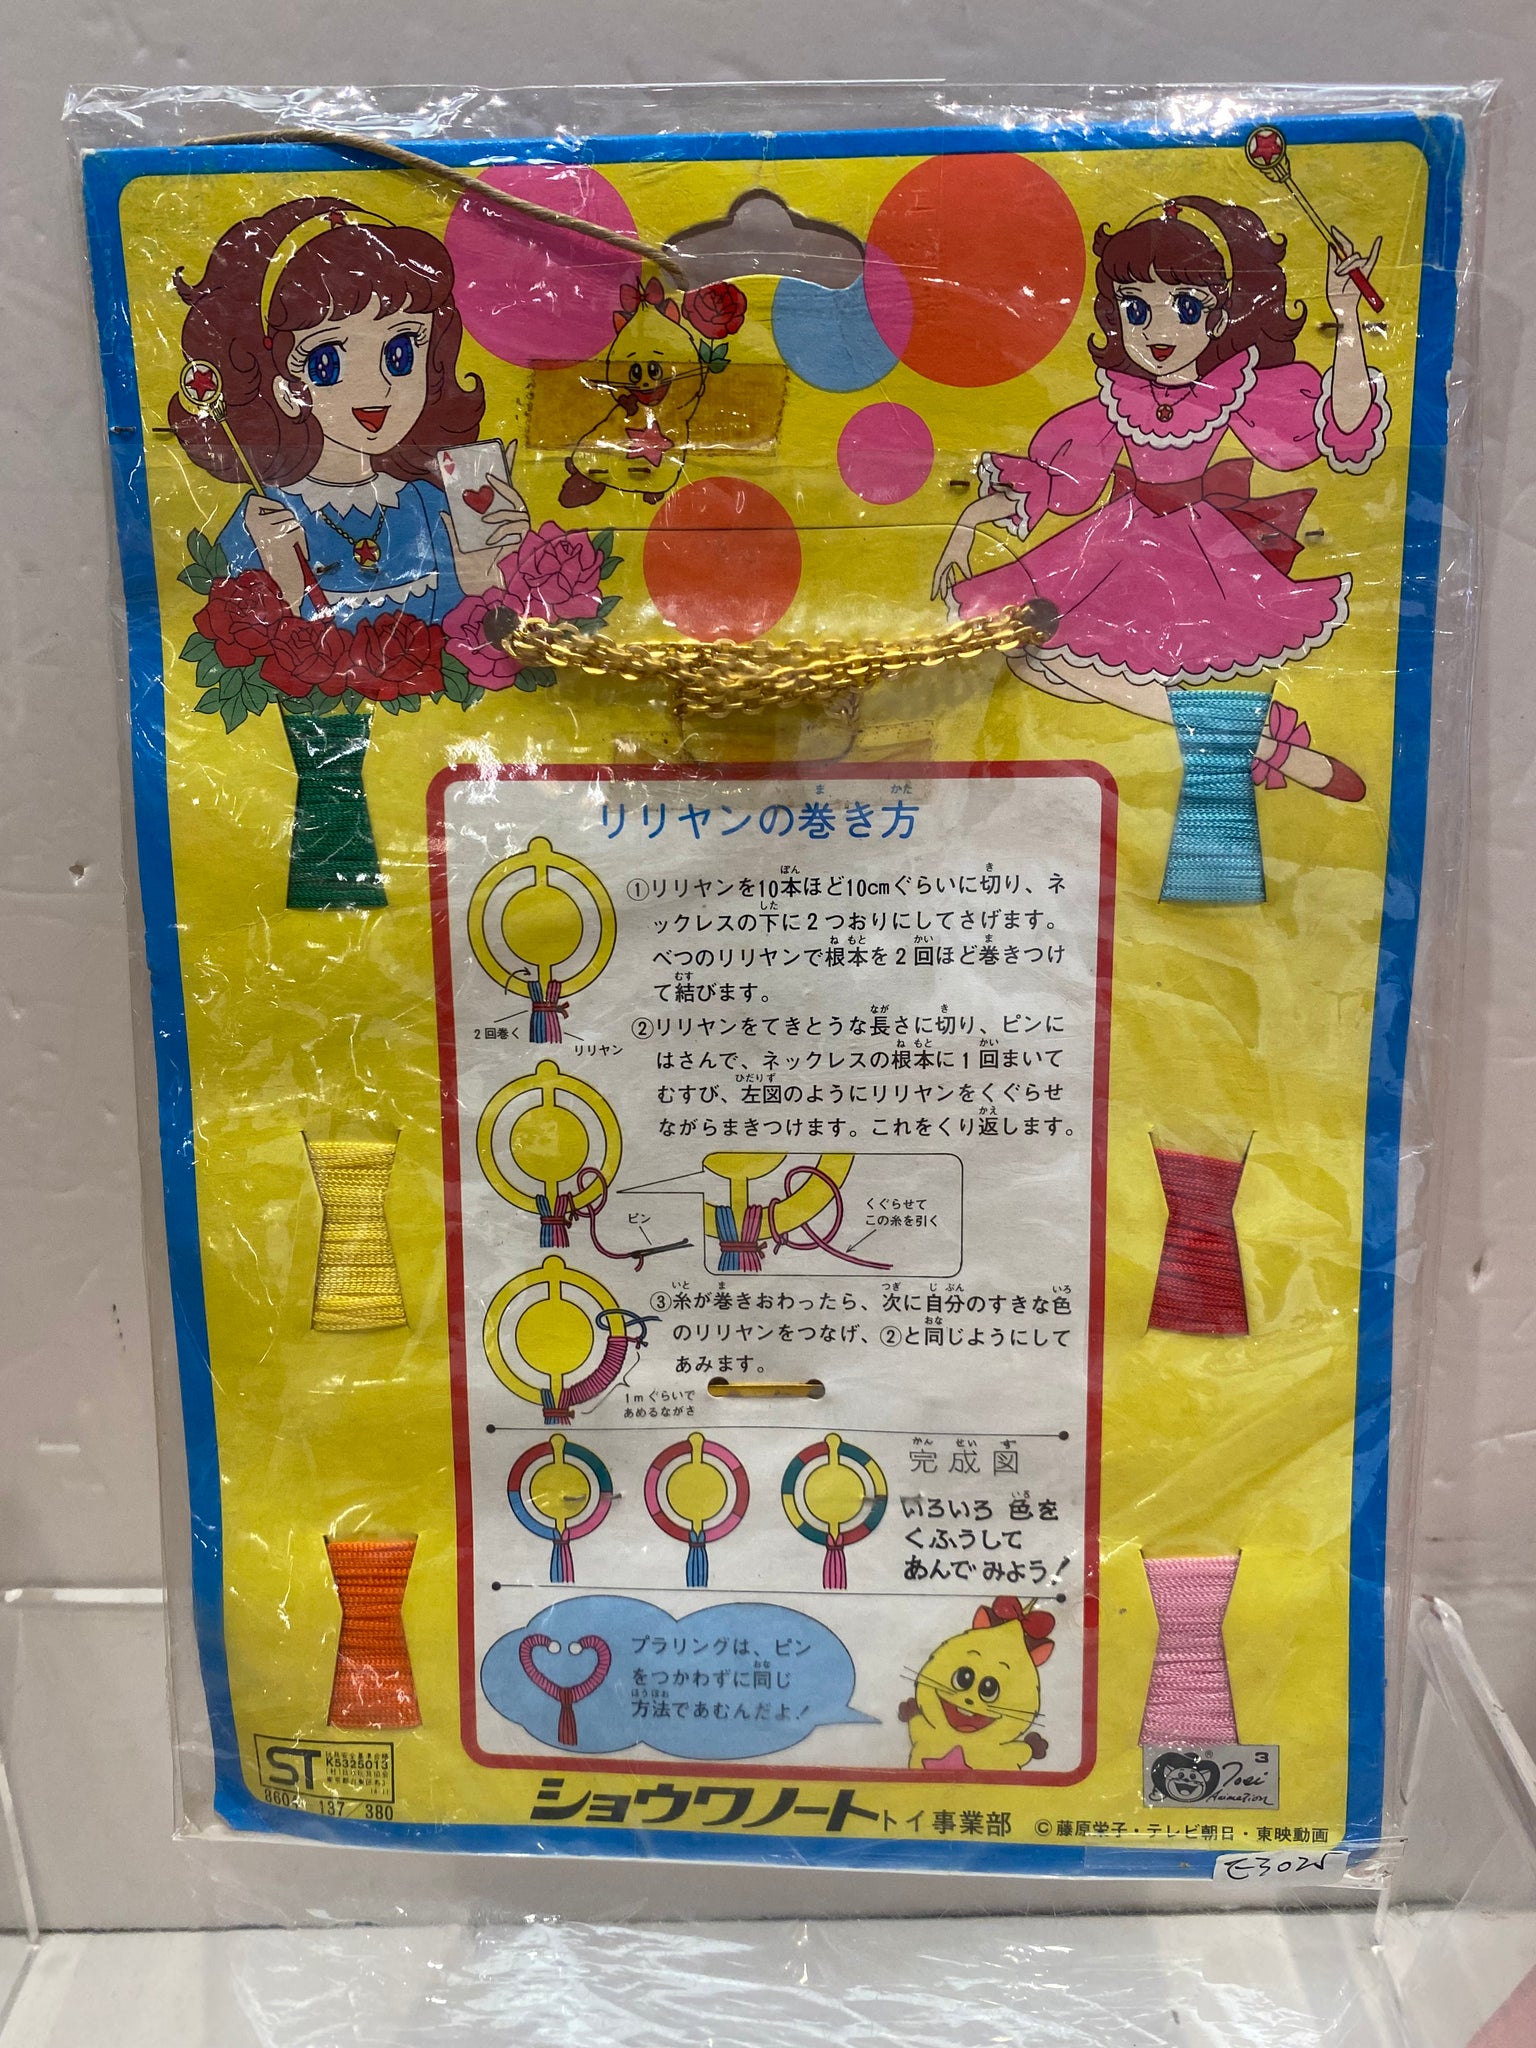 A
リリヤンの巻き方
①リリヤンを10本ほど10cmぐらいに切り、ネ
ックレスの下に2つおりにしてさげます。
べつのリリヤンで根本を2回ほど巻きつけ
て結びます。
2回巻く
リリヤン
②リリヤンをてきとうな長さに切り、ピンに
はさんで、ネックレスの根本に1回まいて
むすび、左図のようにリリヤンをくぐらせ
ながらまきつけます。これをくり返します。
ピン
くぐらせて
この糸を引く
③糸が巻きおわったら、次に自分のすきな色
のリリヤンをつなげ、②と同じようにして
あみます。
1mぐらいで
あめるながさ
完成図
いろいろ色を
くふうして
あんでみよう!
プラリングは、ピン
をつかわずに同じ
方法であむんだよ!
ST
K5325013
137/380
ショウワノートトイ事業部
©藤原栄子・テレビ朝日・東映動画
3
Toei
Animation
E3025